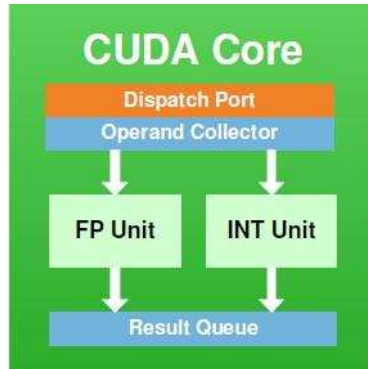 CUDA Core
Dispatch Port
Operand Collector
FP Unit
INT Unit
Result Queue